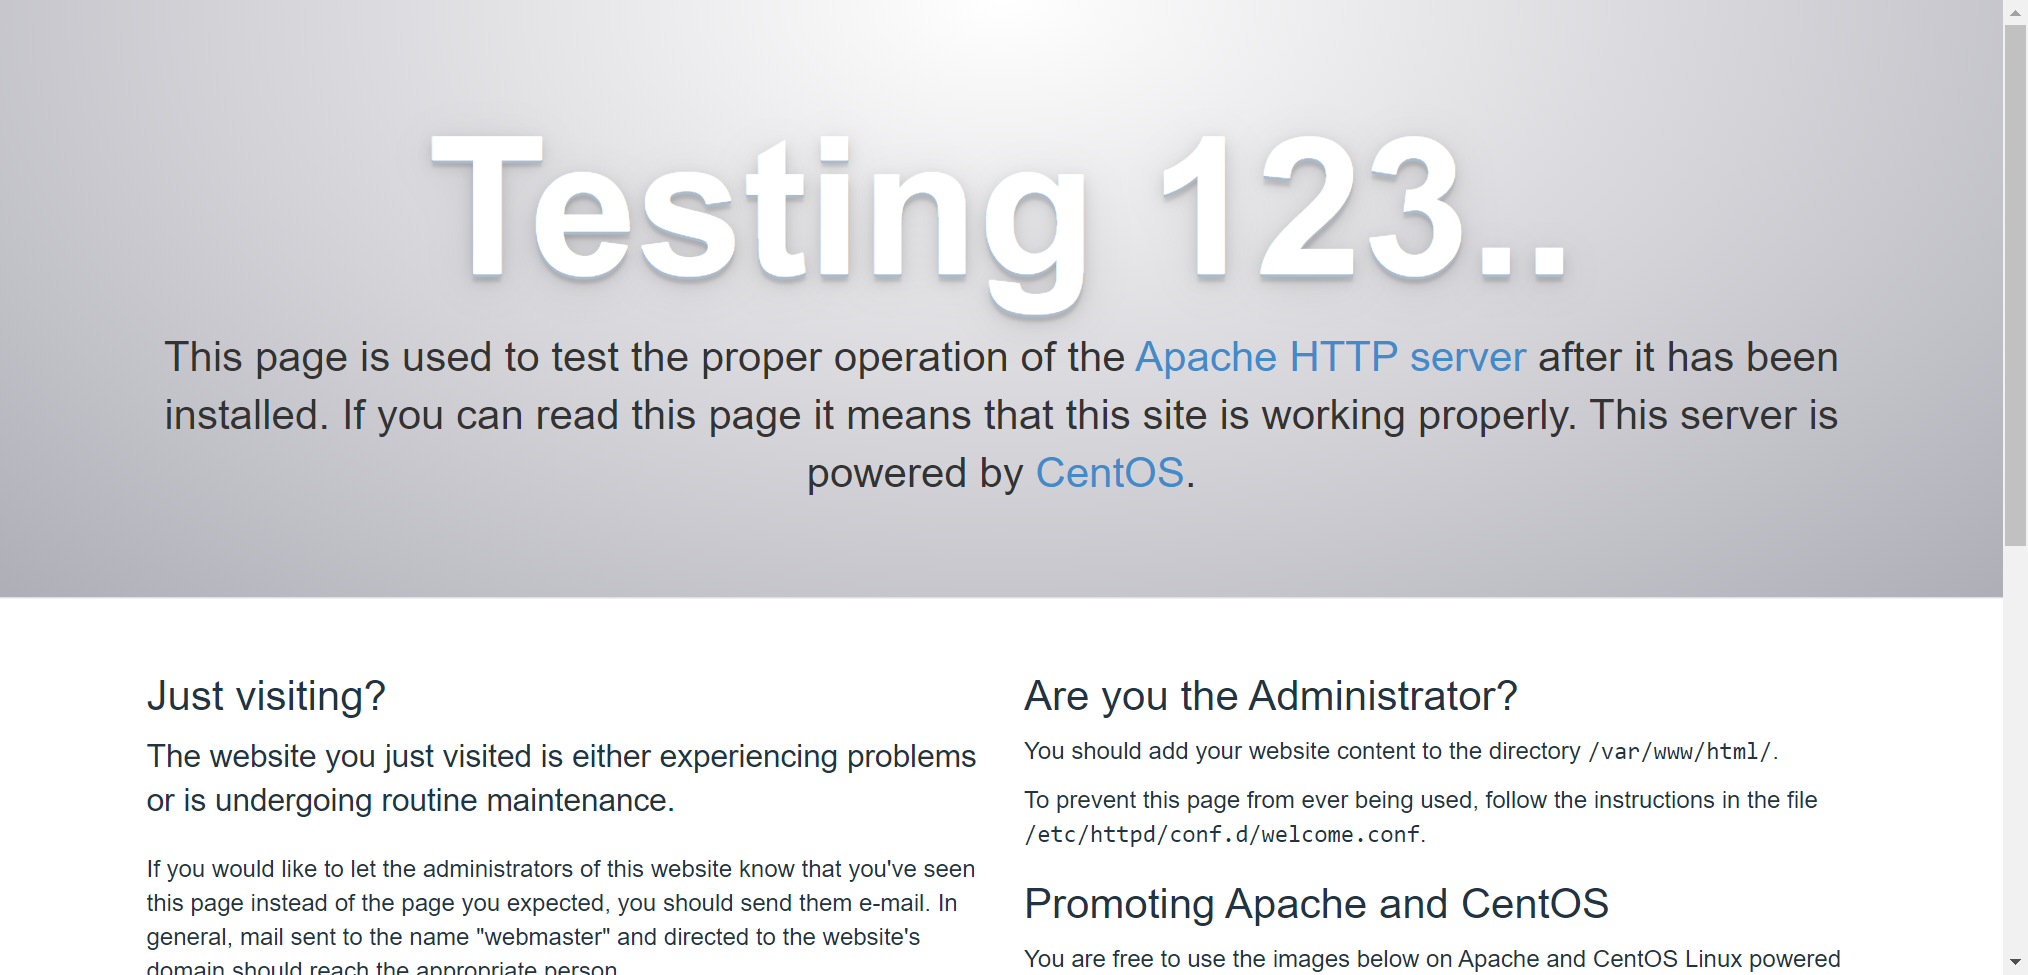 Testing 123..
This page is used to test the proper operation of the Apache HTTP server after it has been
installed. If you can read this page it means that this site is working properly. This server is
powered by CentOS.
Just visiting?
The website you just visited is either experiencing problems
or is undergoing routine maintenance.
If you would like to let the administrators of this website know that you've seen
this page instead of the page you expected, you should send them e-mail. In
general, mail sent to the name "webmaster" and directed to the website's
domain should reach the appropriate person.
Are you the Administrator?
You should add your website content to the directory /var/www/html/.
To prevent this page from ever being used, follow the instructions in the file
/etc/httpd/conf.d/welcome.conf.
Promoting Apache and CentOS
You are free to use the images below on Apache and CentOS Linux powered